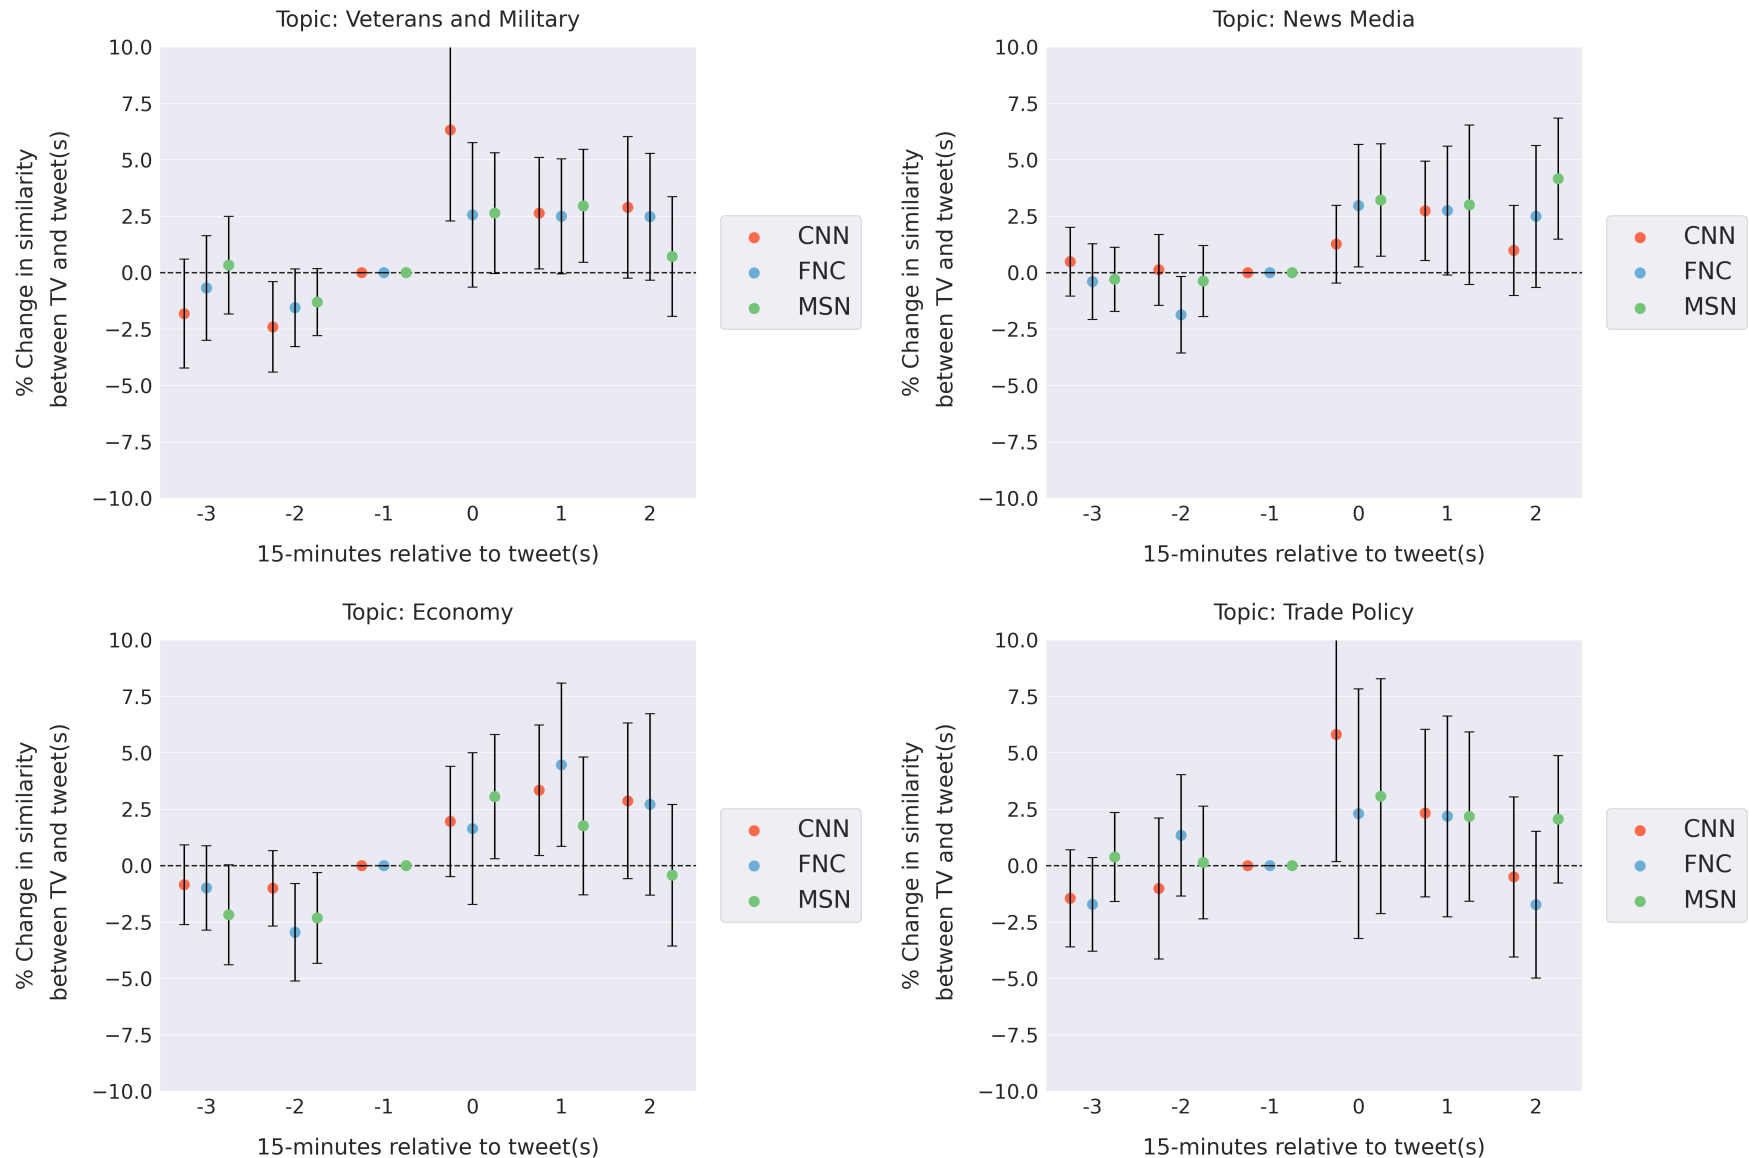 Topic: Veterans and Military
10.0
7.5
5.0
2.5
0.0
−2.5
−5.0
−7.5
−10.0
% Change in similarity
between TV and tweet(s)
-3 -2 -1 0 1 2
15-minutes relative to tweet(s)
CNN
FNC
MSN
Topic: News Media
10.0
7.5
5.0
2.5
0.0
−2.5
−5.0
−7.5
−10.0
% Change in similarity
between TV and tweet(s)
-3 -2 -1 0 1 2
15-minutes relative to tweet(s)
CNN
FNC
MSN
Topic: Economy
10.0
7.5
5.0
2.5
0.0
−2.5
−5.0
−7.5
−10.0
% Change in similarity
between TV and tweet(s)
-3 -2 -1 0 1 2
15-minutes relative to tweet(s)
CNN
FNC
MSN
Topic: Trade Policy
10.0
7.5
5.0
2.5
0.0
−2.5
−5.0
−7.5
−10.0
% Change in similarity
between TV and tweet(s)
-3 -2 -1 0 1 2
15-minutes relative to tweet(s)
CNN
FNC
MSN